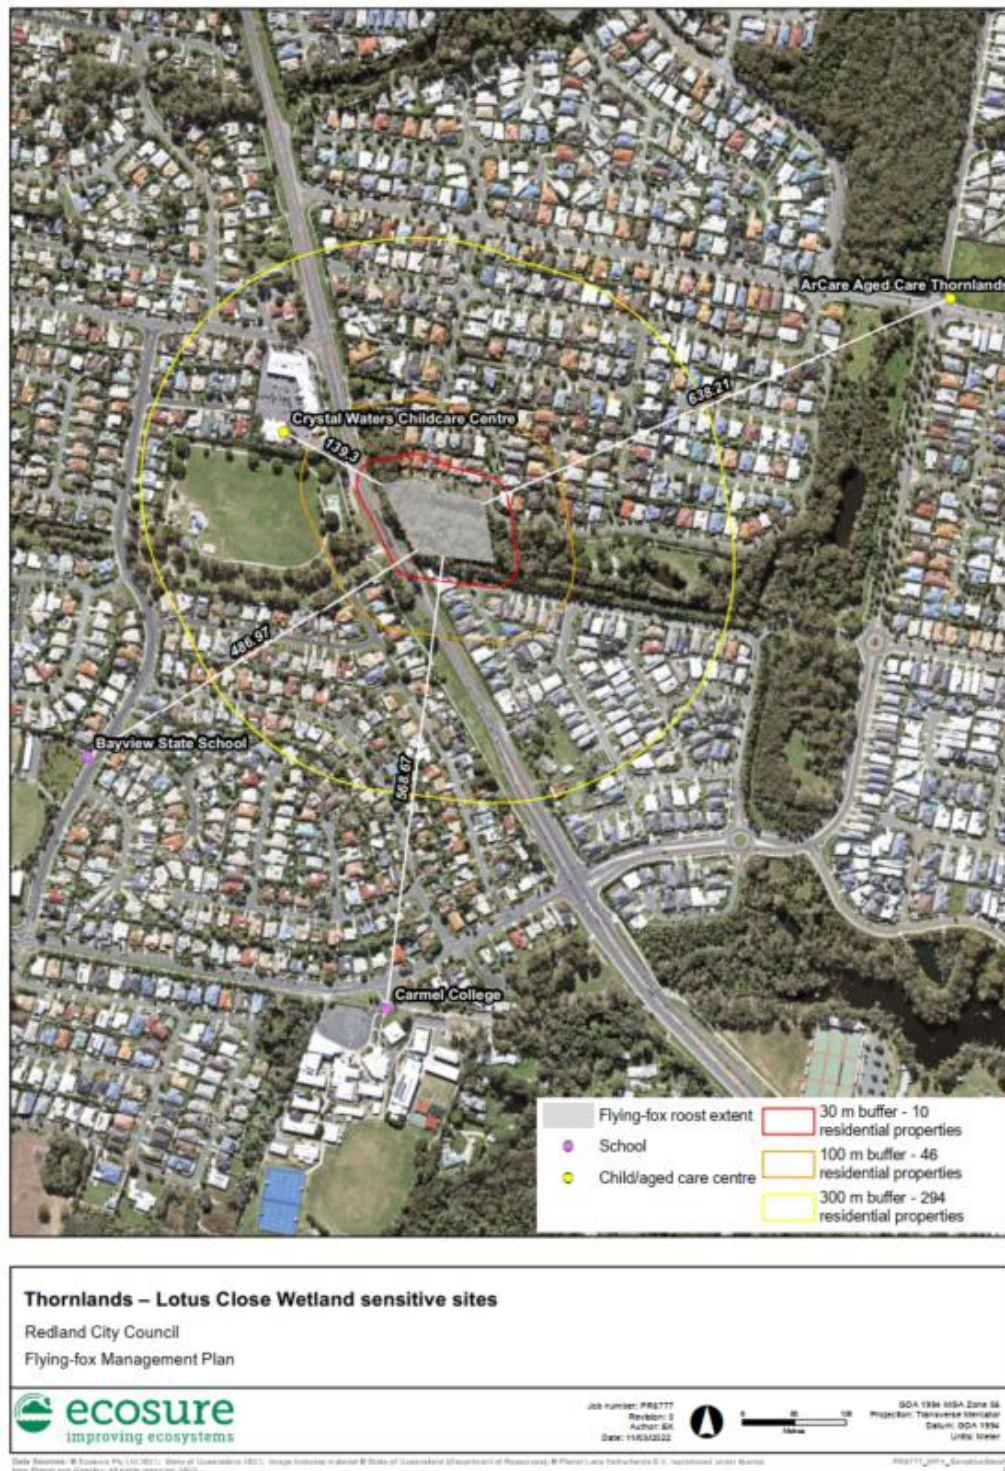 ArCare Aged Care Thornlands
638.21
Crystal Waters Childcare Centre
139.3
486.97
Bayview State School
568.67
Carmel College
Flying-fox roost extent
School
Child/aged care centre
30 m buffer - 10
residential properties
100 m buffer - 46
residential properties
300 m buffer - 294
residential properties
Thornlands – Lotus Close Wetland sensitive sites
Redland City Council
Flying-fox Management Plan
ecosure
improving ecosystems
Job number: PR6777
Revision: 0
Author: EK
Date: 11/03/2022
Metres
GDA 1994 MGA Zone 56
Projection: Transverse Mercator
Datum: GDA 1994
Units: Meter